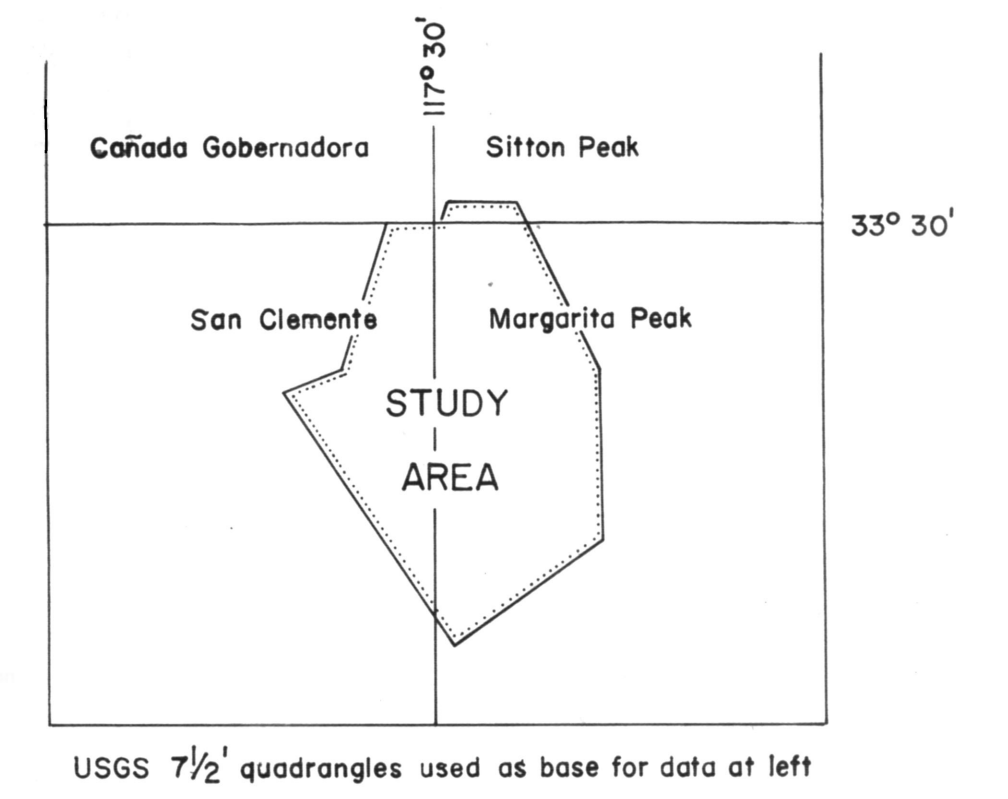 117° 30'
Cañada Gobernadora
Sitton Peak
33° 30'
San Clemente
Margarita Peak
STUDY
AREA
USGS 7½' quadrangles used as base for data at left